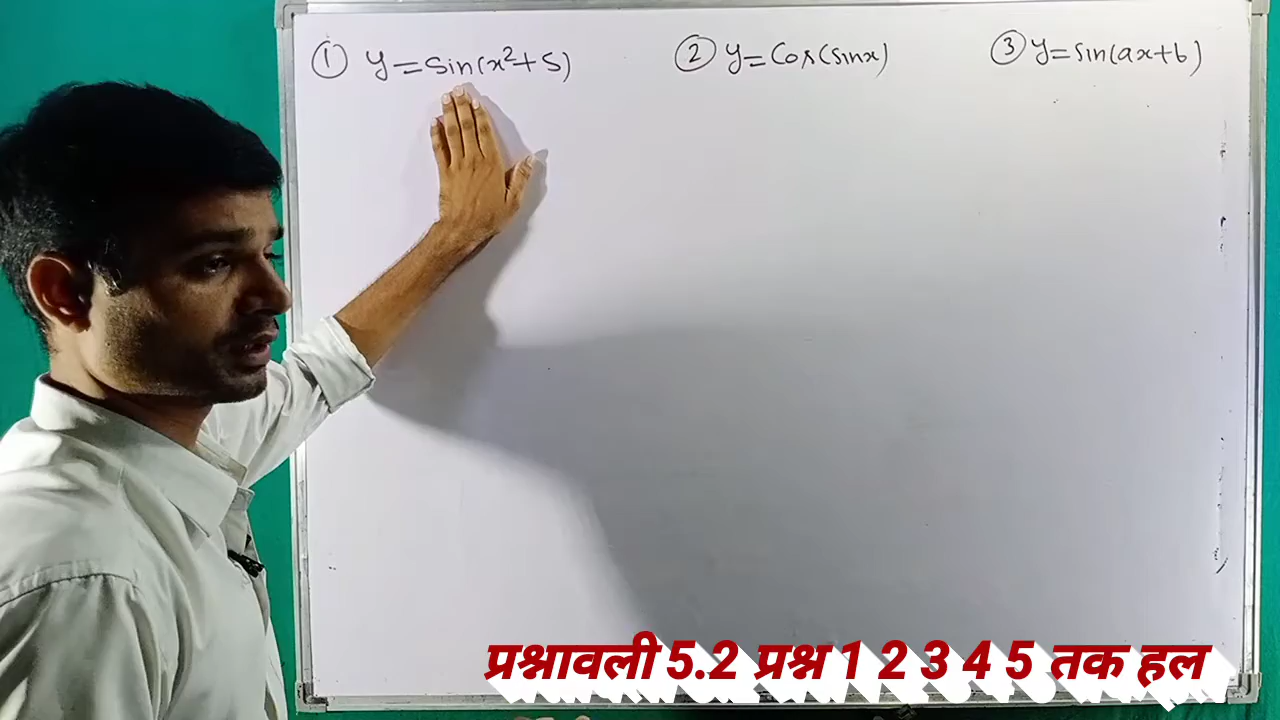 ① y=Sin(x²+5)
② y=Cos(sinx)
③ y=sin(ax+b)
प्रश्नावली 5.2 प्रश्न 1 2 3 4 5 तक हल